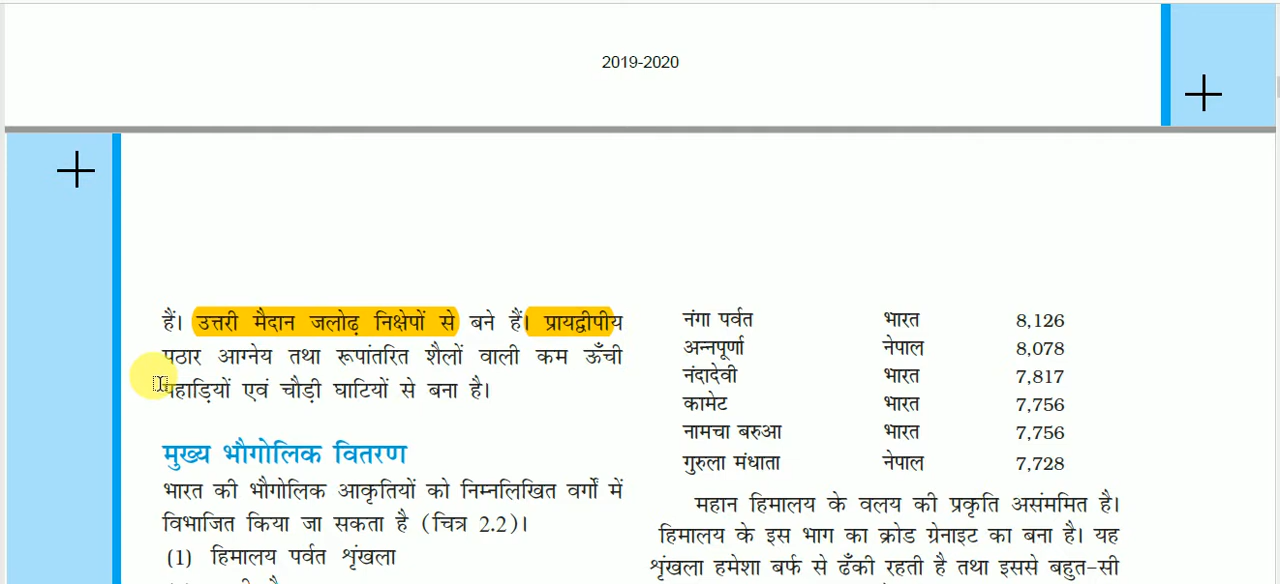 2019-2020
हैं। उत्तरी मैदान जलोढ़ निक्षेपों से बने हैं। प्रायद्वीपीय
पठार आग्नेय तथा रूपांतरित शैलों वाली कम ऊँची
पहाड़ियों एवं चौड़ी घाटियों से बना है।
मुख्य भौगोलिक वितरण
भारत की भौगोलिक आकृतियों को निम्नलिखित वर्गों में
विभाजित किया जा सकता है (चित्र 2.2)।
(1) हिमालय पर्वत शृंखला
नंगा पर्वत भारत 8,126
अन्नपूर्णा नेपाल 8,078
नंदादेवी भारत 7,817
कामेट भारत 7,756
नामचा बरुआ भारत 7,756
गुरुला मंधाता नेपाल 7,728
महान हिमालय के वलय की प्रकृति असंममित है।
हिमालय के इस भाग का क्रोड ग्रेनाइट का बना है। यह
शृंखला हमेशा बर्फ से ढँकी रहती है तथा इससे बहुत-सी